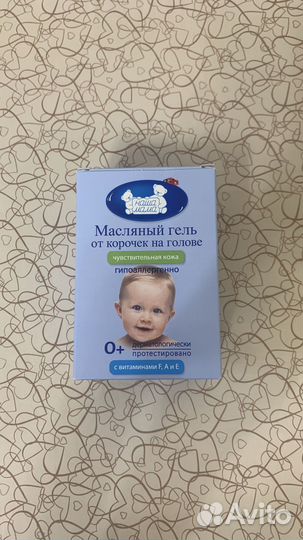 наша
мама
Масляный гель
от корочек на голове
чувствительная кожа
гипоаллергенно
0+ дерматологически
протестировано
с витаминами F, А и Е
Avito